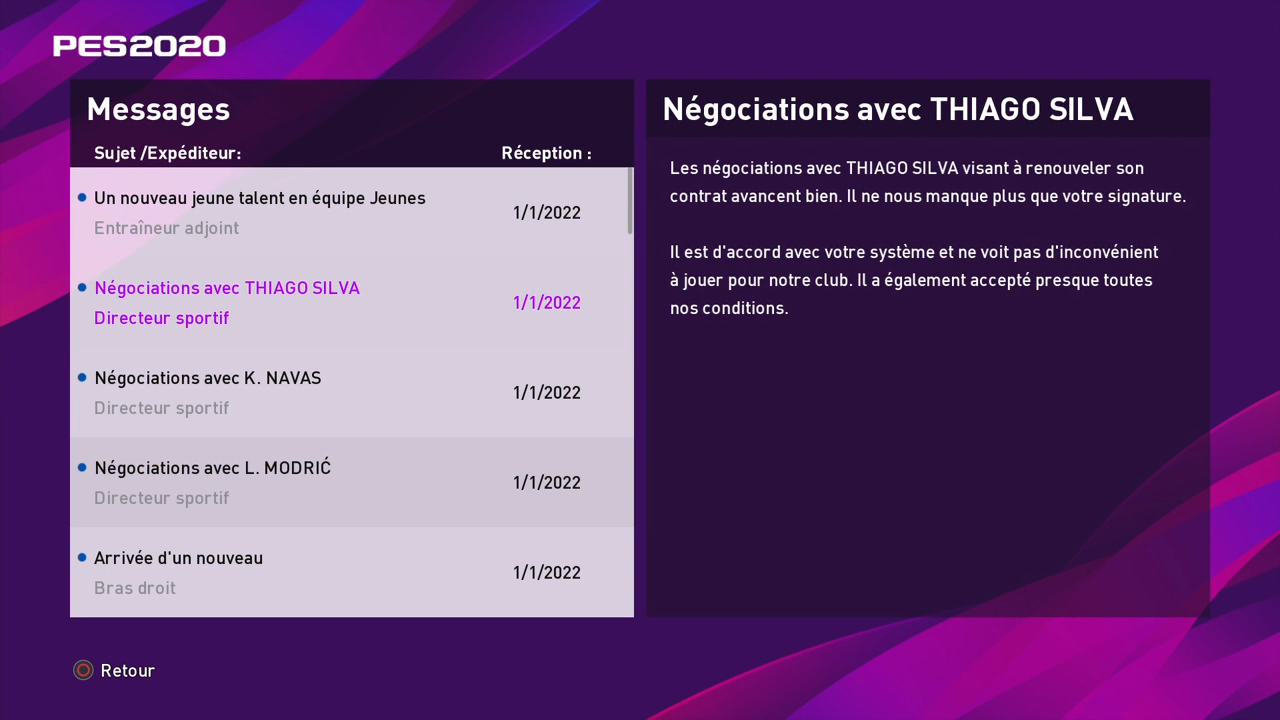 PES2020
Messages
Sujet /Expéditeur:
Réception :
Un nouveau jeune talent en équipe Jeunes
Entraîneur adjoint
1/1/2022
Négociations avec THIAGO SILVA
Directeur sportif
1/1/2022
Négociations avec K. NAVAS
Directeur sportif
1/1/2022
Négociations avec L. MODRIĆ
Directeur sportif
1/1/2022
Arrivée d'un nouveau
Bras droit
1/1/2022
Négociations avec THIAGO SILVA
Les négociations avec THIAGO SILVA visant à renouveler son
contrat avancent bien. Il ne nous manque plus que votre signature.
Il est d'accord avec votre système et ne voit pas d'inconvénient
à jouer pour notre club. Il a également accepté presque toutes
nos conditions.
Retour